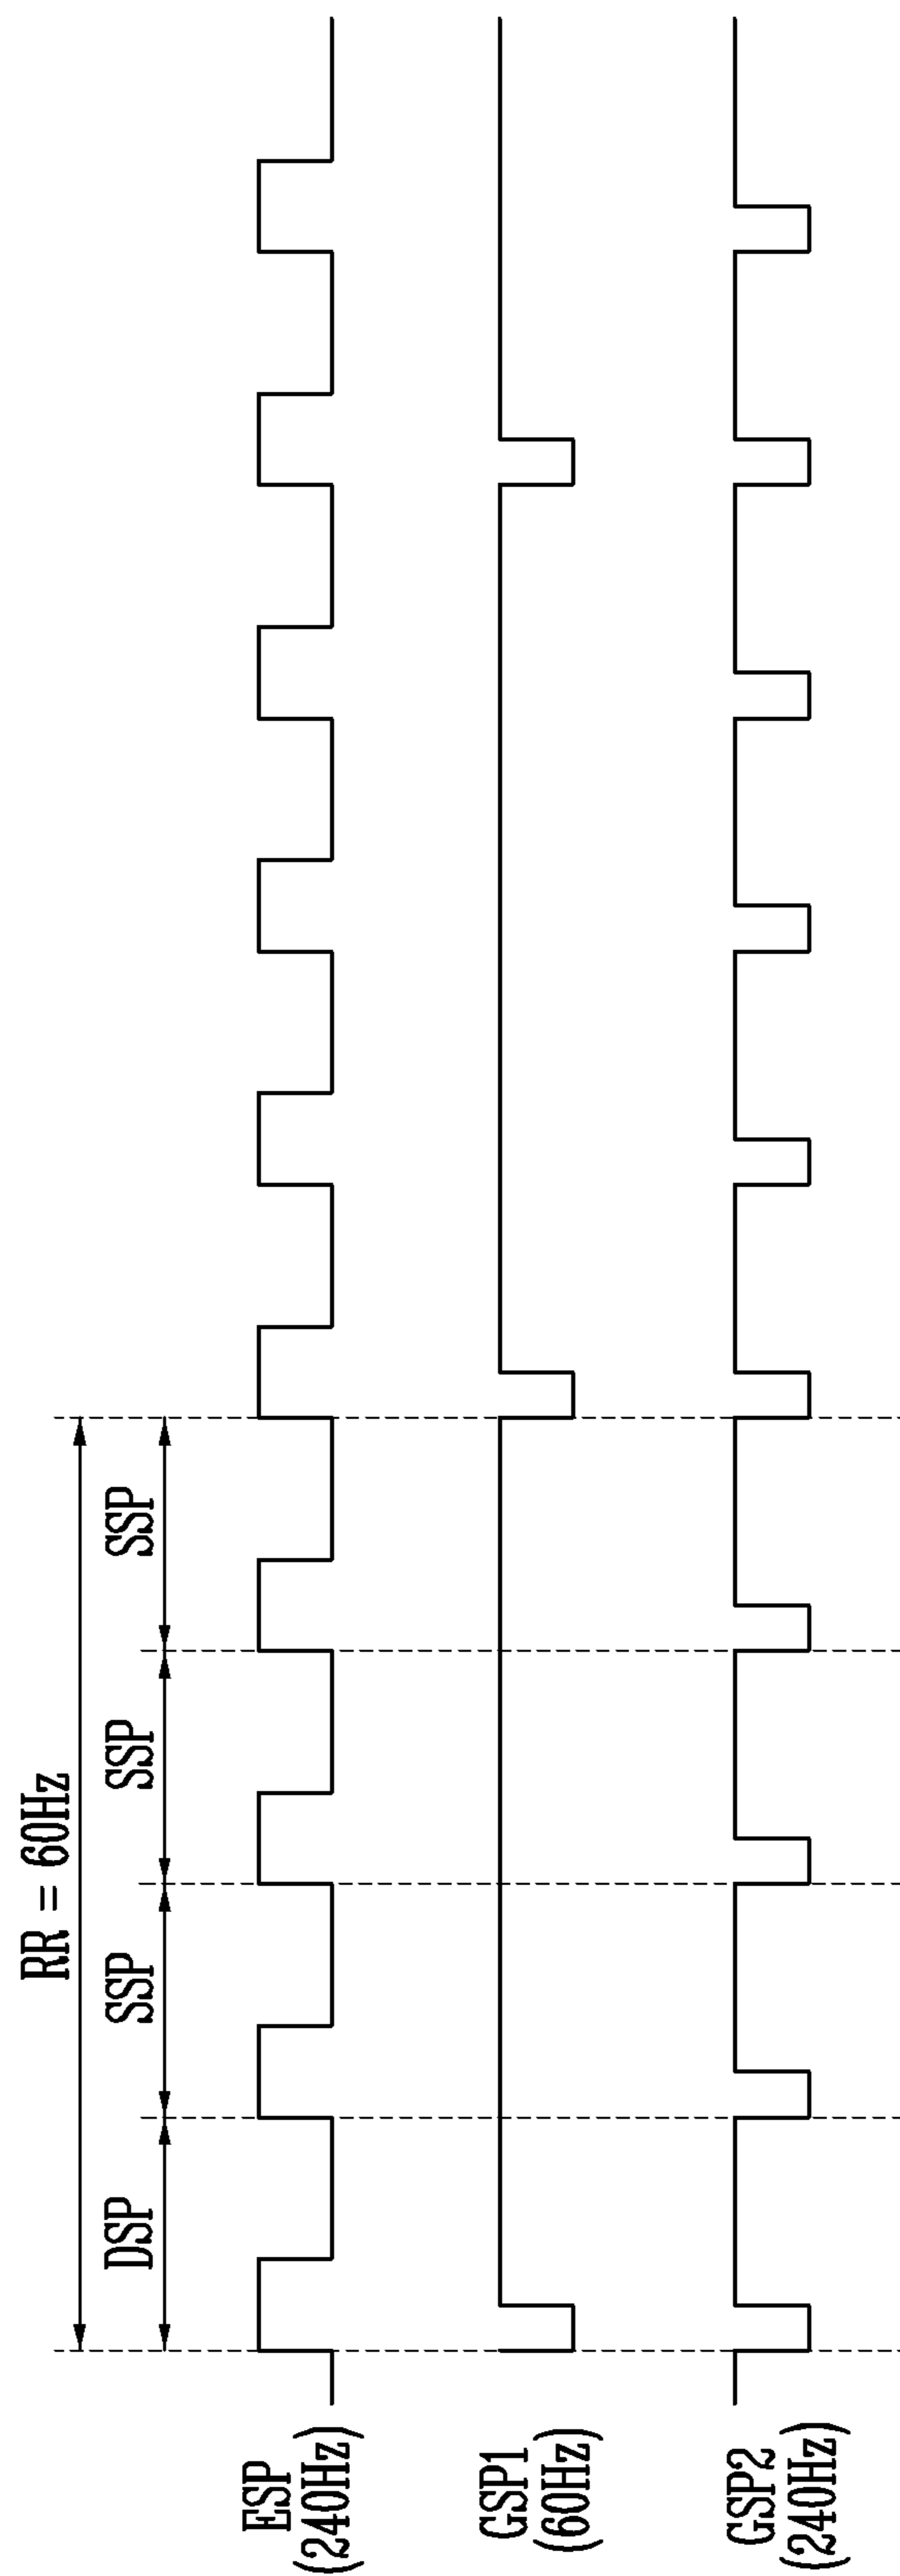 RR = 60Hz
DSP
SSP
SSP
SSP
ESP
(240Hz)
GSP1
(60Hz)
GSP2
(240Hz)